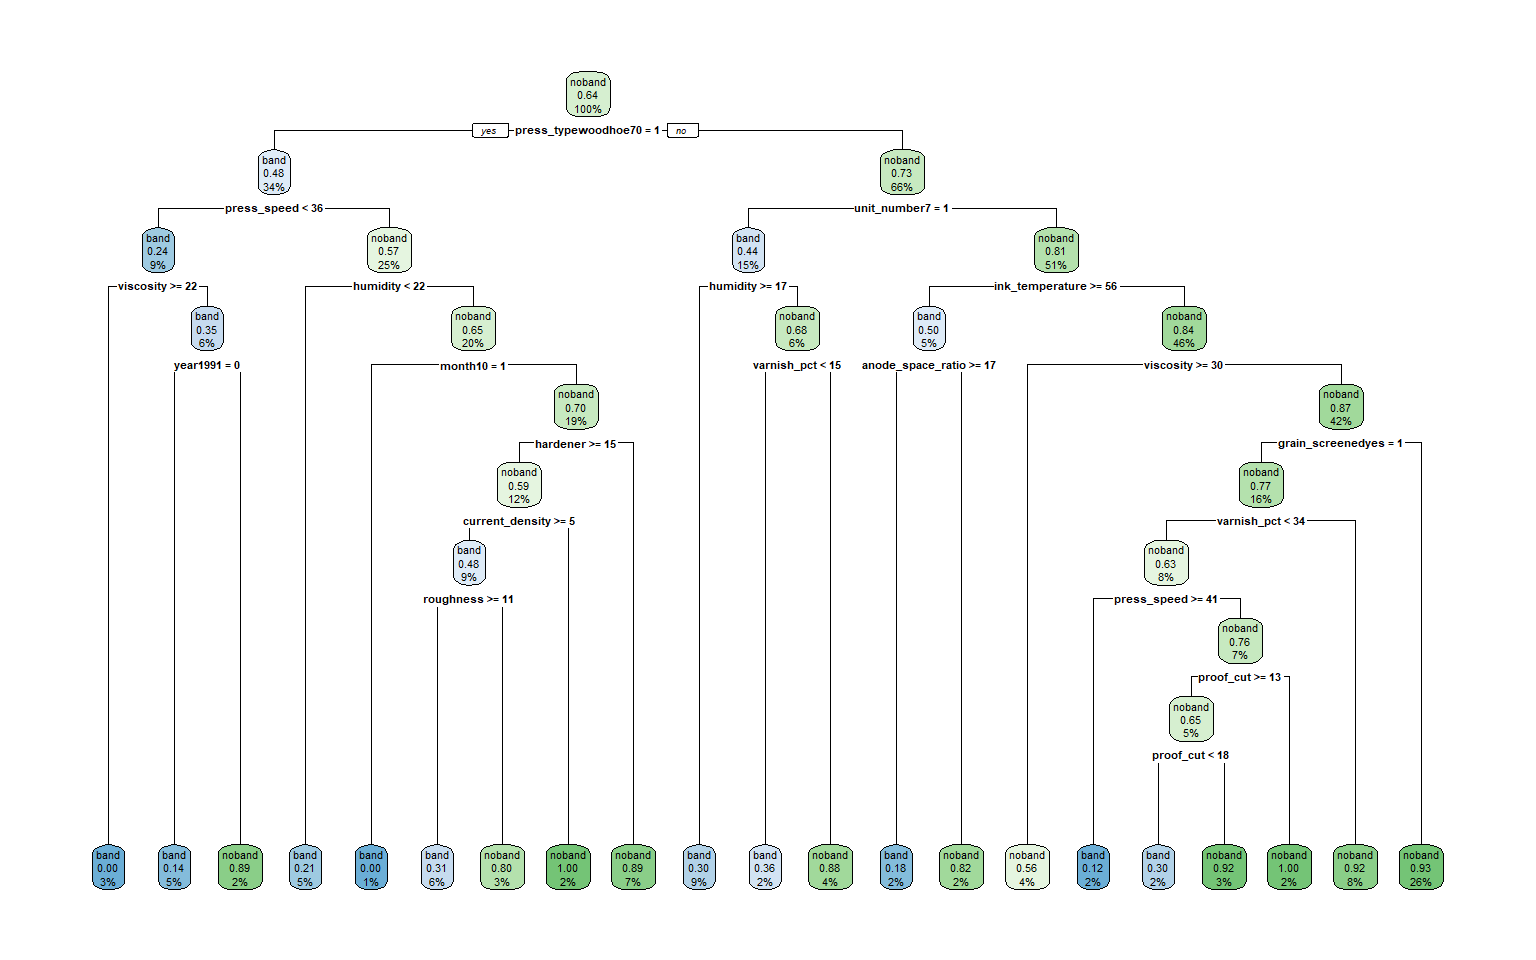 noband
0.64
100%
yes press_typewoodhoe70 = 1 no
band
0.48
34%
noband
0.73
66%
press_speed < 36
unit_number7 = 1
band
0.24
9%
noband
0.57
25%
band
0.44
15%
noband
0.81
51%
viscosity >= 22
humidity < 22
humidity >= 17
ink_temperature >= 56
band
0.35
6%
noband
0.65
20%
noband
0.68
6%
band
0.50
5%
noband
0.84
46%
year1991 = 0
month10 = 1
varnish_pct < 15
anode_space_ratio >= 17
viscosity >= 30
noband
0.70
19%
noband
0.87
42%
hardener >= 15
grain_screenedyes = 1
noband
0.59
12%
noband
0.77
16%
current_density >= 5
varnish_pct < 34
band
0.48
9%
noband
0.63
8%
roughness >= 11
press_speed >= 41
noband
0.76
7%
proof_cut >= 13
noband
0.65
5%
proof_cut < 18
band
0.00
3%
band
0.14
5%
noband
0.89
2%
band
0.21
5%
band
0.00
1%
band
0.31
6%
noband
0.80
3%
noband
1.00
2%
noband
0.89
7%
band
0.30
9%
band
0.36
2%
noband
0.88
4%
band
0.18
2%
noband
0.82
2%
noband
0.56
4%
band
0.12
2%
band
0.30
2%
noband
0.92
3%
noband
1.00
2%
noband
0.92
8%
noband
0.93
26%